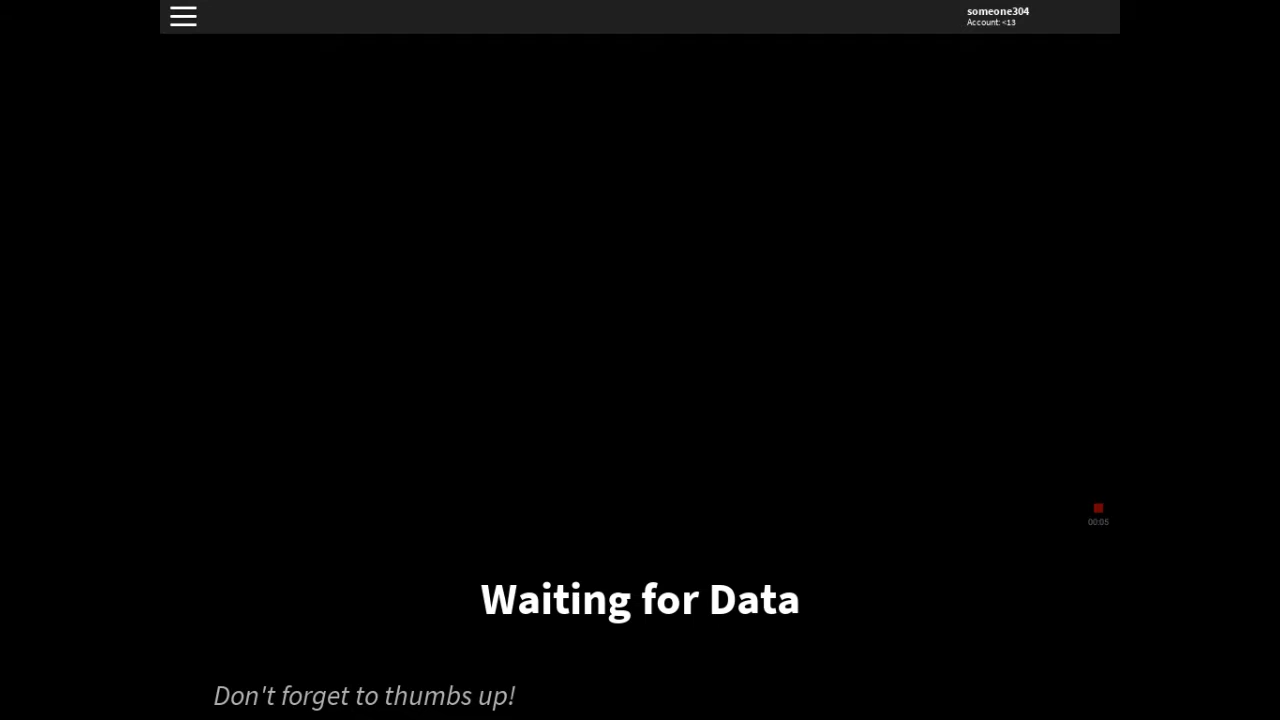 someone304
Account: <13
00:05
Waiting for Data
Don't forget to thumbs up!